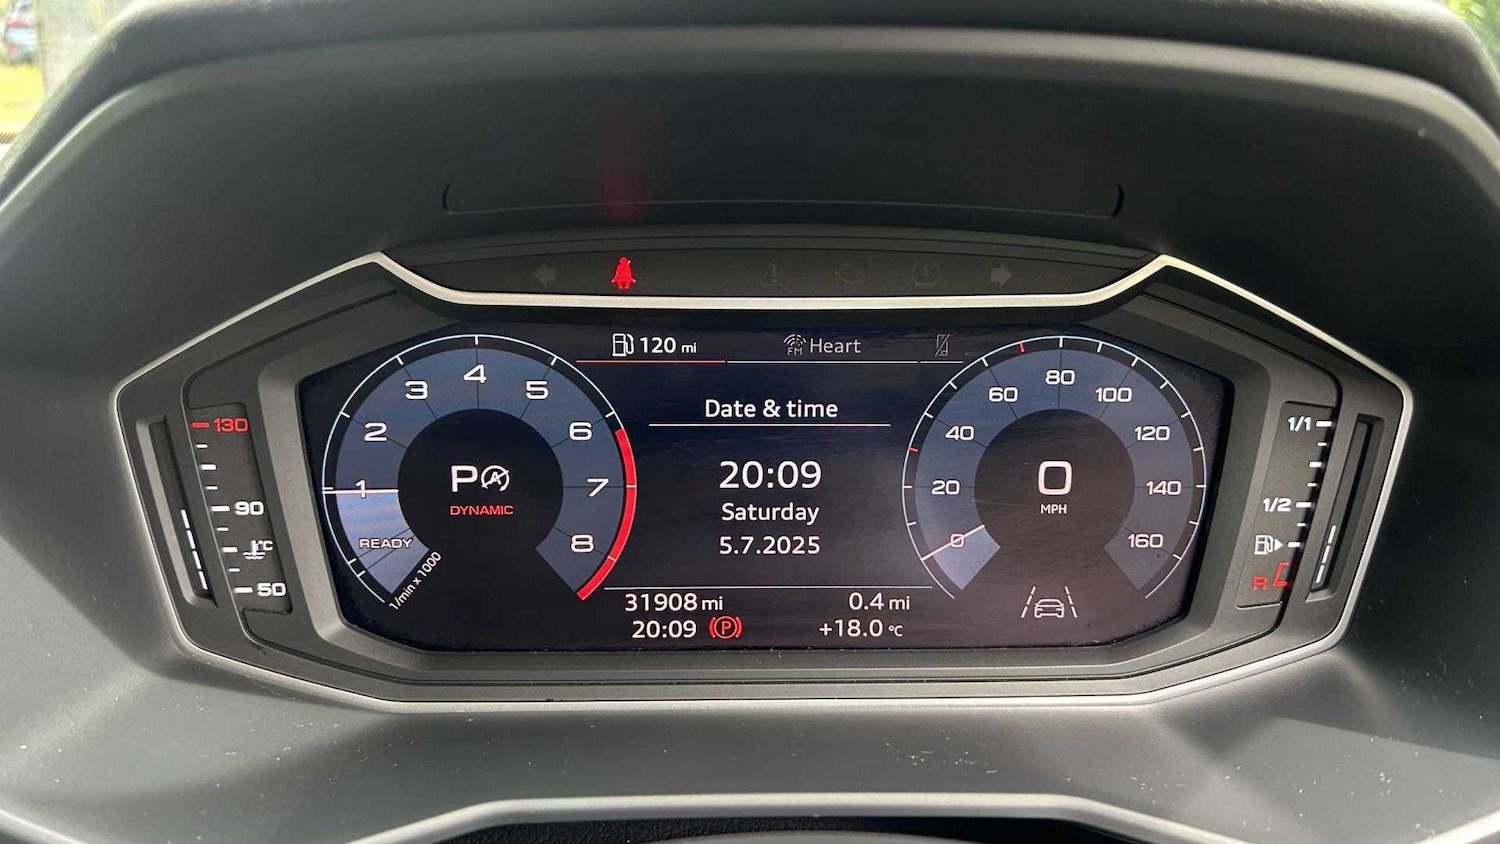 120 mi
FM Heart
Date & time
20:09
Saturday
5.7.2025
31908 mi
0.4 mi
20:09 P
+18.0 °C
1 2 3 4 5 6 7 8
READY
1/min x 1000
P A
DYNAMIC
0 20 40 60 80 100 120 140 160
0
MPH
130
90
°C
50
1/1
1/2
R